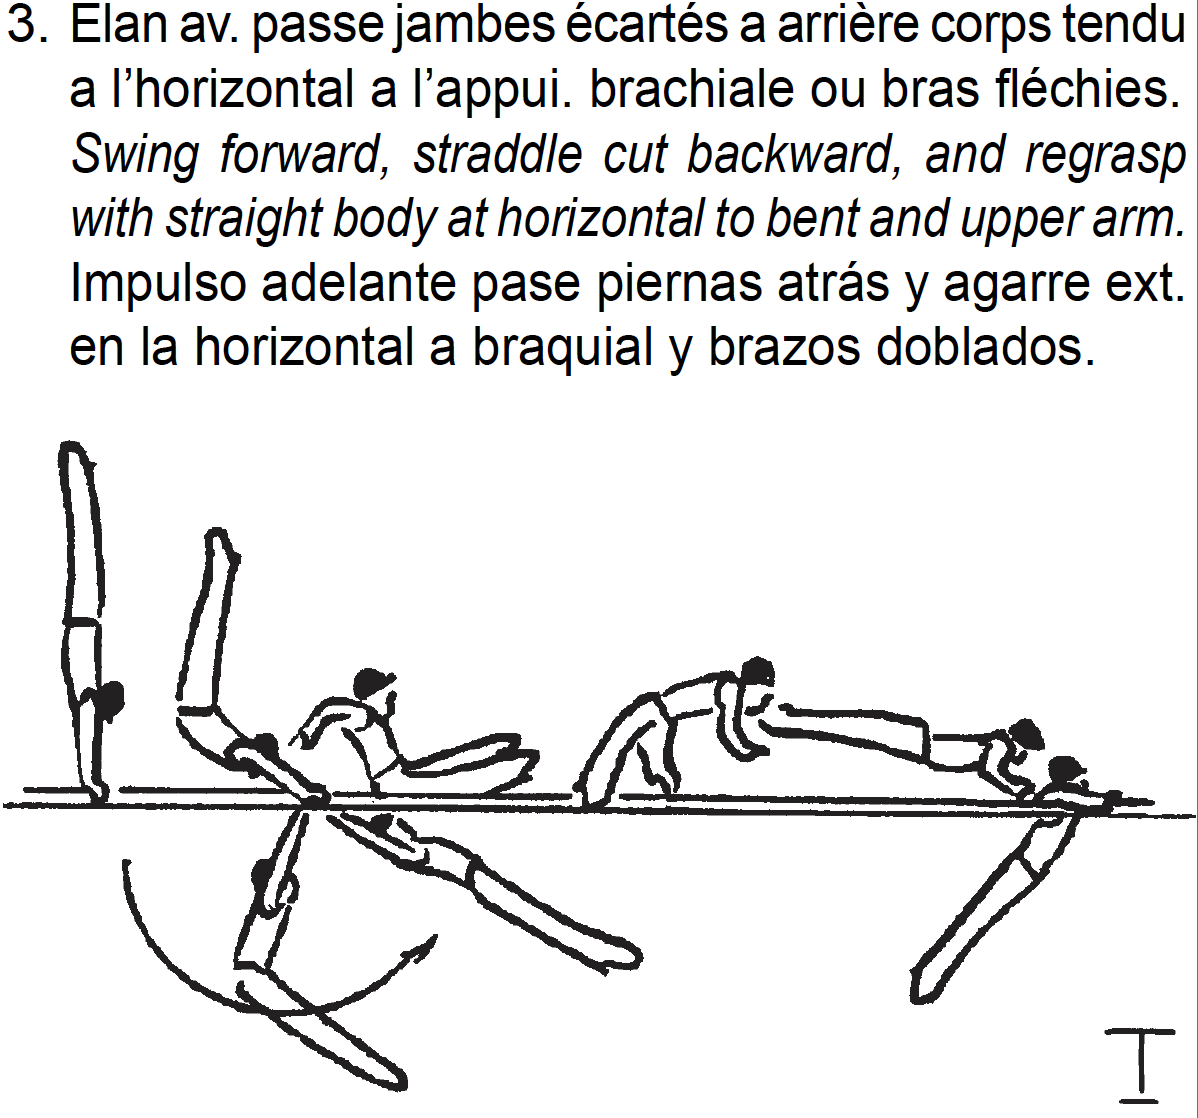 3. Elan av. passe jambes écartés a arrière corps tendu
a l’horizontal a l’appui. brachiale ou bras fléchies.
Swing forward, straddle cut backward, and regrasp
with straight body at horizontal to bent and upper arm.
Impulso adelante pase piernas atrás y agarre ext.
en la horizontal a braquial y brazos doblados.